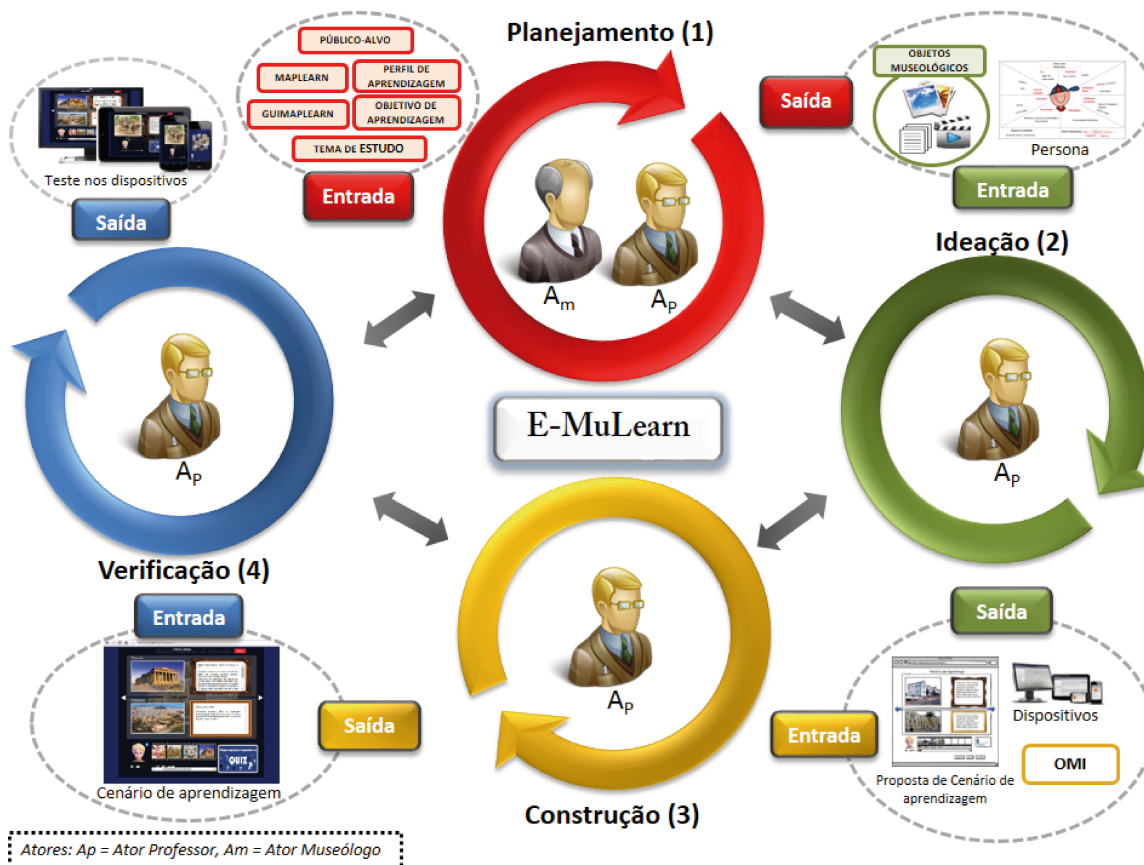 Planejamento (1)
PÚBLICO-ALVO
MAPLEARN
PERFIL DE
APRENDIZAGEM
GUIMAPLEARN
OBJETIVO DE
APRENDIZAGEM
TEMA DE ESTUDO
Entrada
Saída
OBJETOS
MUSEOLÓGICOS
Persona
Entrada
Ideação (2)
Teste nos dispositivos
Saída
Am
Ap
Ap
Ap
E-MuLearn
Verificação (4)
Entrada
QUIZ
Cenário de aprendizagem
Saída
Ap
Construção (3)
Saída
Entrada
Dispositivos
OMI
Proposta de Cenário de
aprendizagem
Atores: Ap = Ator Professor, Am = Ator Museólogo